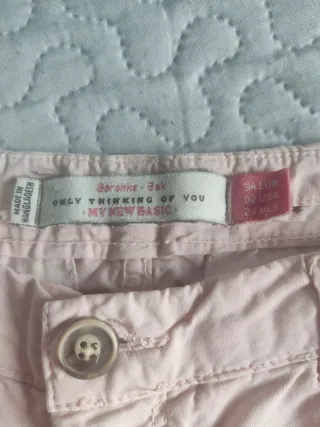 MADE IN
BANGLADESH
Bershka · Bsk
ONLY THINKING OF YOU
· MY NEW BASIC ·
34 EUR
02 USA
24 MEX